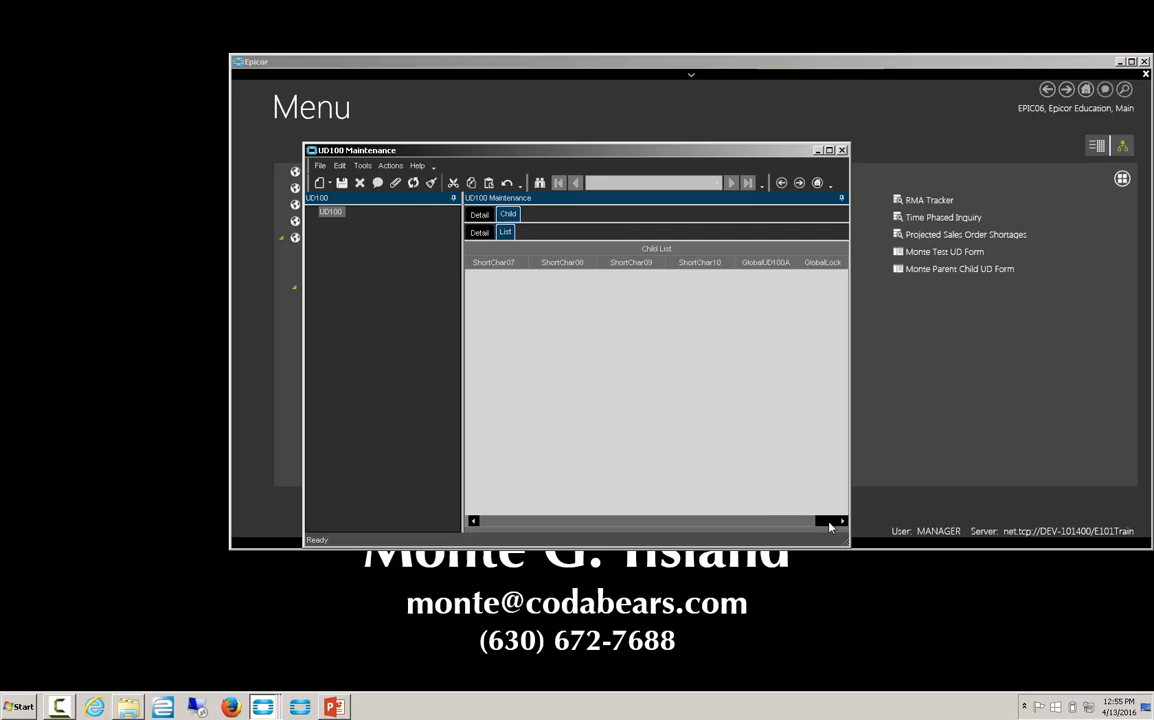 Epicor
Menu
EPIC06, Epicor Education, Main
UD100 Maintenance
File Edit Tools Actions Help
UD100
UD100 Maintenance
UD100
Detail Child
Detail List
Child List
ShortChar07 ShortChar08 ShortChar09 ShortChar10 GlobalUD100A GlobalLock
RMA Tracker
Time Phased Inquiry
Projected Sales Order Shortages
Monte Test UD Form
Monte Parent Child UD Form
User: MANAGER Server: net.tcp://DEV-101400/E101Train
Ready
monte@codabears.com
(630) 672-7688
Start
12:55 PM
4/13/2016